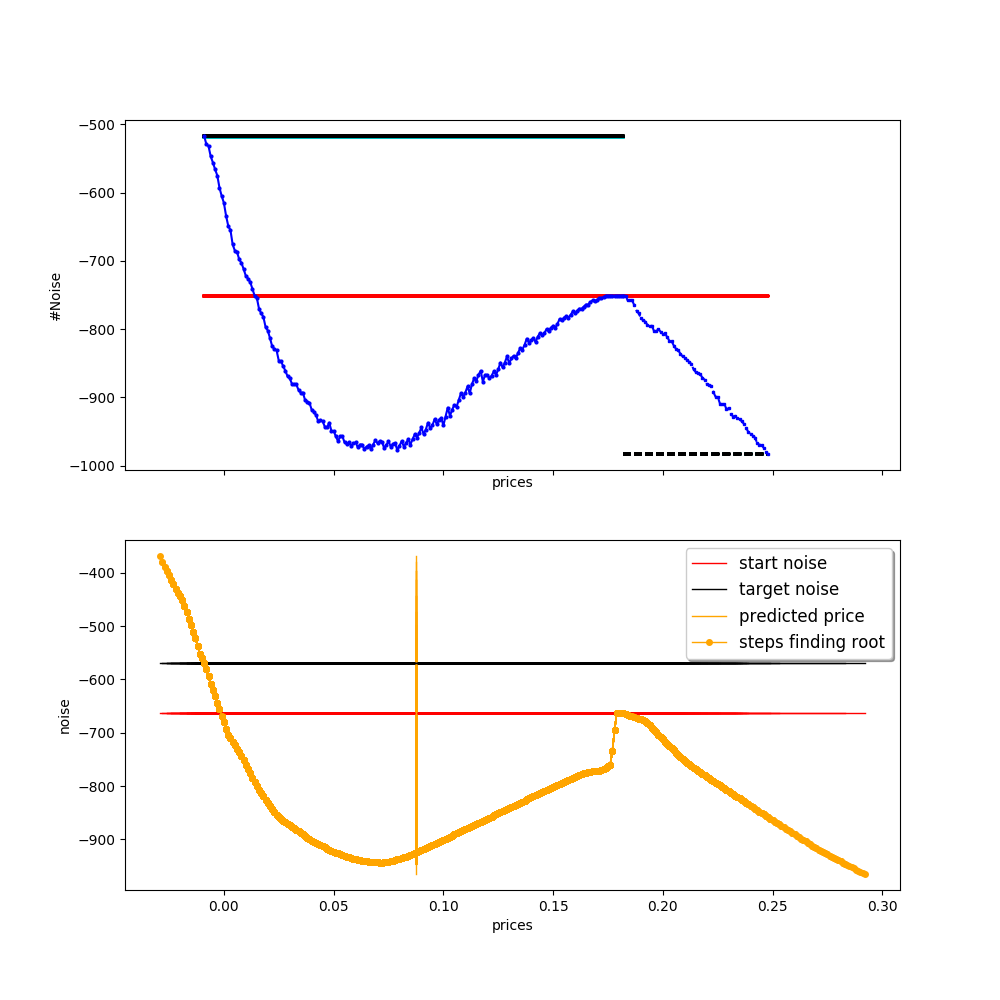 −500
−600
−700
−800
−900
−1000
#Noise
prices
−400
−500
−600
−700
−800
−900
noise
start noise
target noise
predicted price
steps finding root
0.00 0.05 0.10 0.15 0.20 0.25 0.30
prices